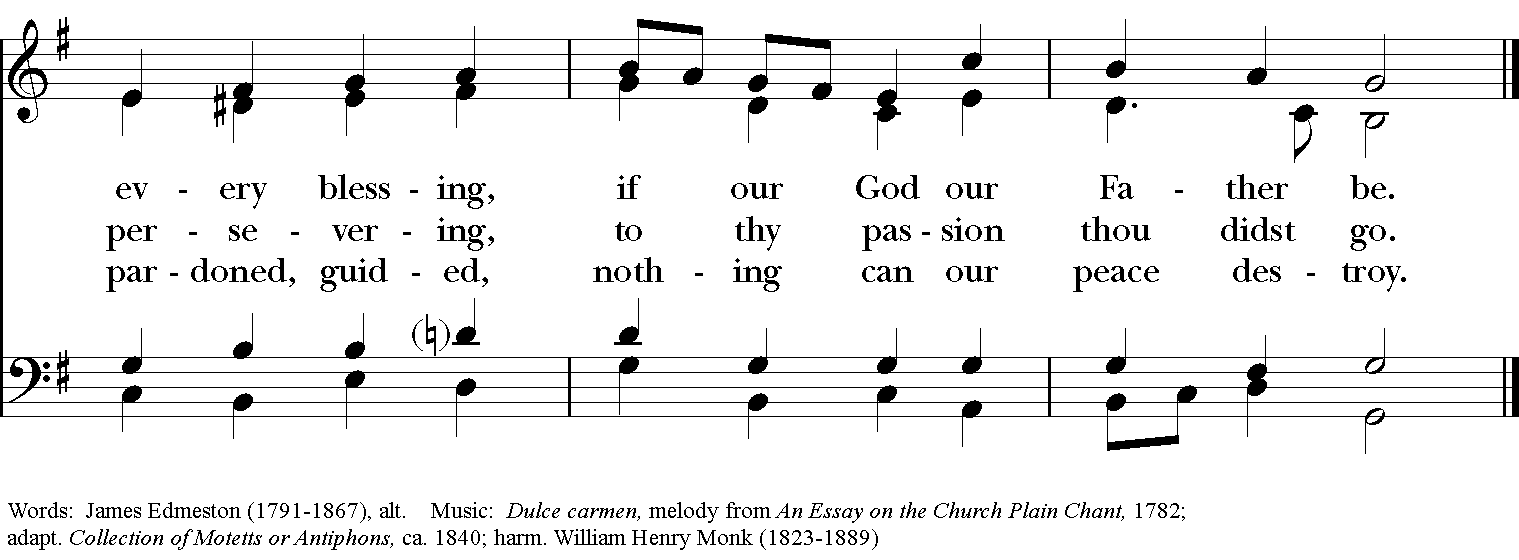 ev - ery bless - ing, if our God our Fa - ther be.
per - se - ver - ing, to thy pas - sion thou didst go.
par - doned, guid - ed, noth - ing can our peace des - troy.
Words: James Edmeston (1791-1867), alt. Music: Dulce carmen, melody from An Essay on the Church Plain Chant, 1782;
adapt. Collection of Motetts or Antiphons, ca. 1840; harm. William Henry Monk (1823-1889)